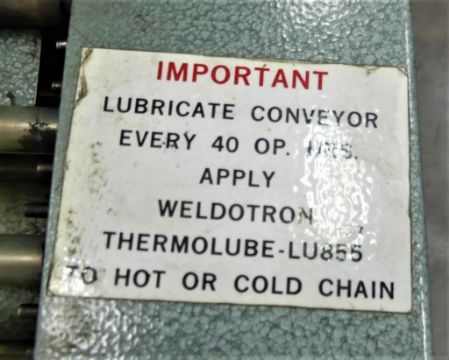 IMPORTANT
LUBRICATE CONVEYOR
EVERY 40 OP. HRS.
APPLY
WELDOTRON
THERMOLUBE-LU855
TO HOT OR COLD CHAIN